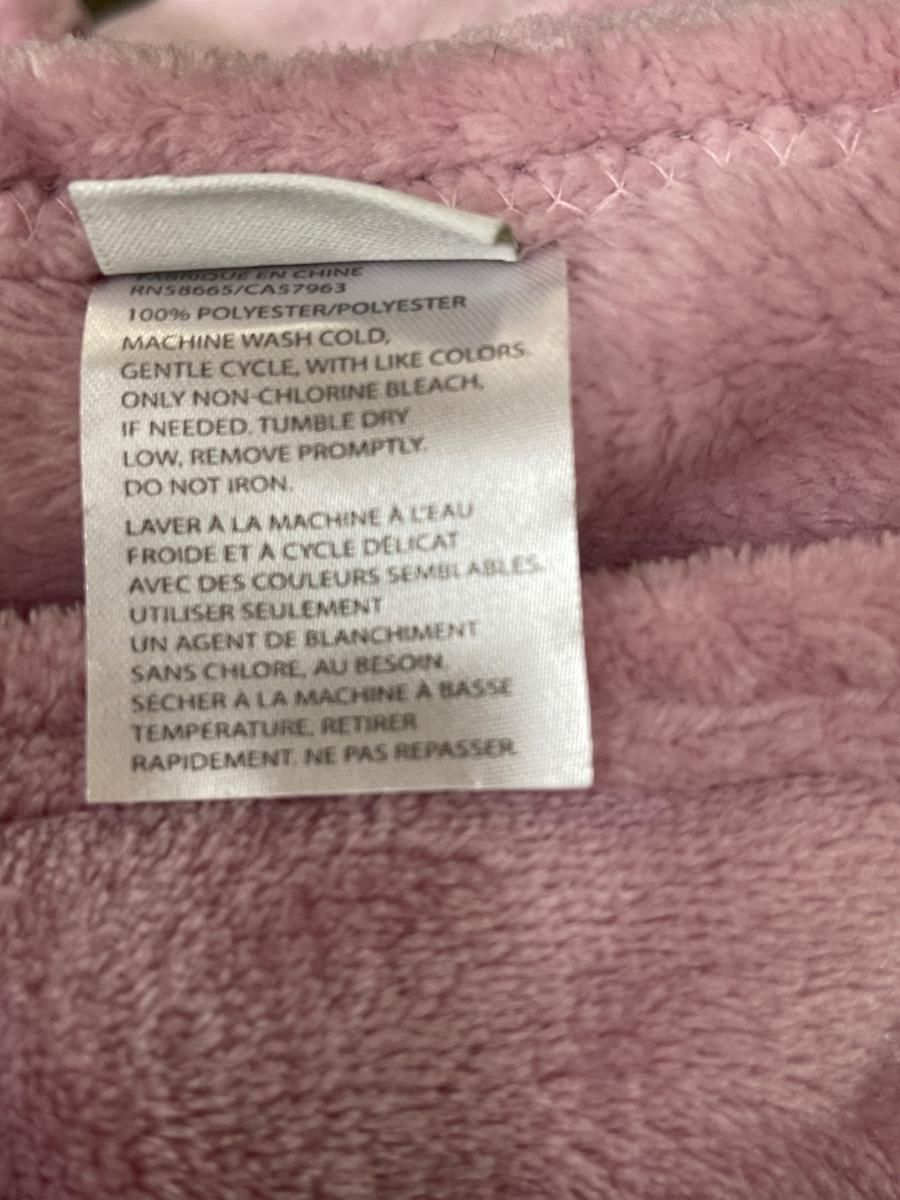 FABRIQUÉ EN CHINE
RN58665/CA57963
100% POLYESTER/POLYESTER
MACHINE WASH COLD,
GENTLE CYCLE, WITH LIKE COLORS.
ONLY NON-CHLORINE BLEACH,
IF NEEDED. TUMBLE DRY
LOW, REMOVE PROMPTLY.
DO NOT IRON.
LAVER À LA MACHINE À L'EAU
FROIDE ET À CYCLE DÉLICAT
AVEC DES COULEURS SEMBLABLES.
UTILISER SEULEMENT
UN AGENT DE BLANCHIMENT
SANS CHLORE, AU BESOIN.
SÉCHER À LA MACHINE À BASSE
TEMPÉRATURE, RETIRER
RAPIDEMENT. NE PAS REPASSER.